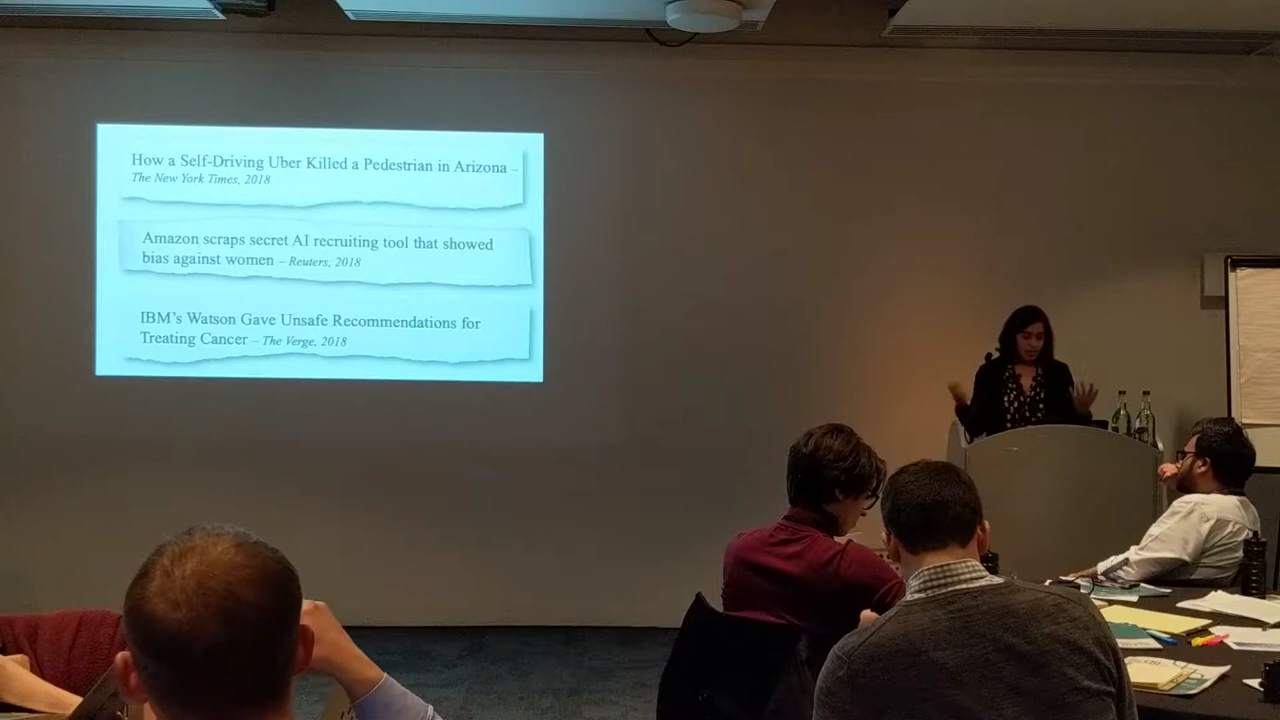 How a Self-Driving Uber Killed a Pedestrian in Arizona –
The New York Times, 2018
Amazon scraps secret AI recruiting tool that showed
bias against women – Reuters, 2018
IBM's Watson Gave Unsafe Recommendations for
Treating Cancer – The Verge, 2018